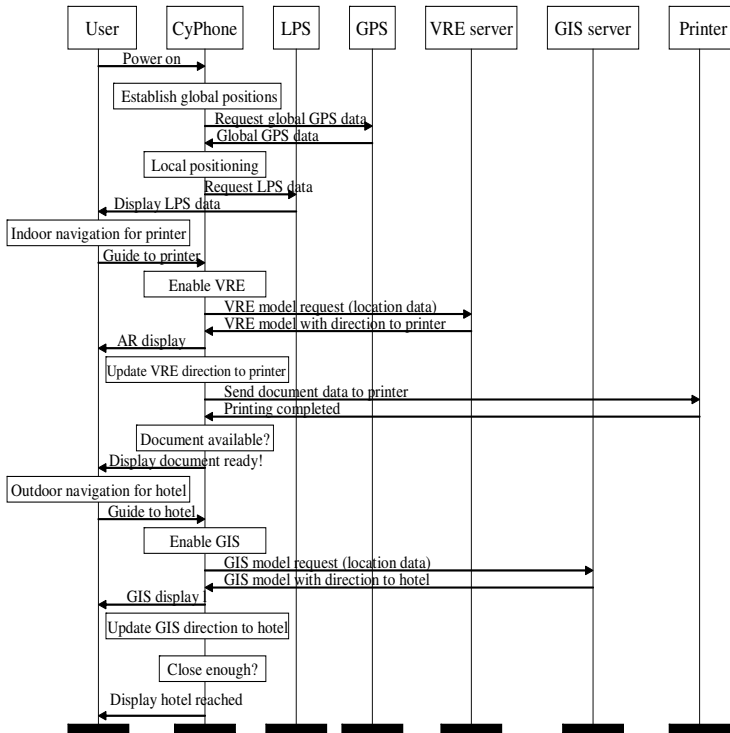 User CyPhone LPS GPS VRE server GIS server Printer
Power on
Establish global positions
Request global GPS data
Global GPS data
Local positioning
Request LPS data
Display LPS data
Indoor navigation for printer
Guide to printer
Enable VRE
VRE model request (location data)
VRE model with direction to printer
AR display
Update VRE direction to printer
Send document data to printer
Printing completed
Document available?
Display document ready!
Outdoor navigation for hotel
Guide to hotel
Enable GIS
GIS model request (location data)
GIS model with direction to hotel
GIS display l
Update GIS direction to hotel
Close enough?
Display hotel reached